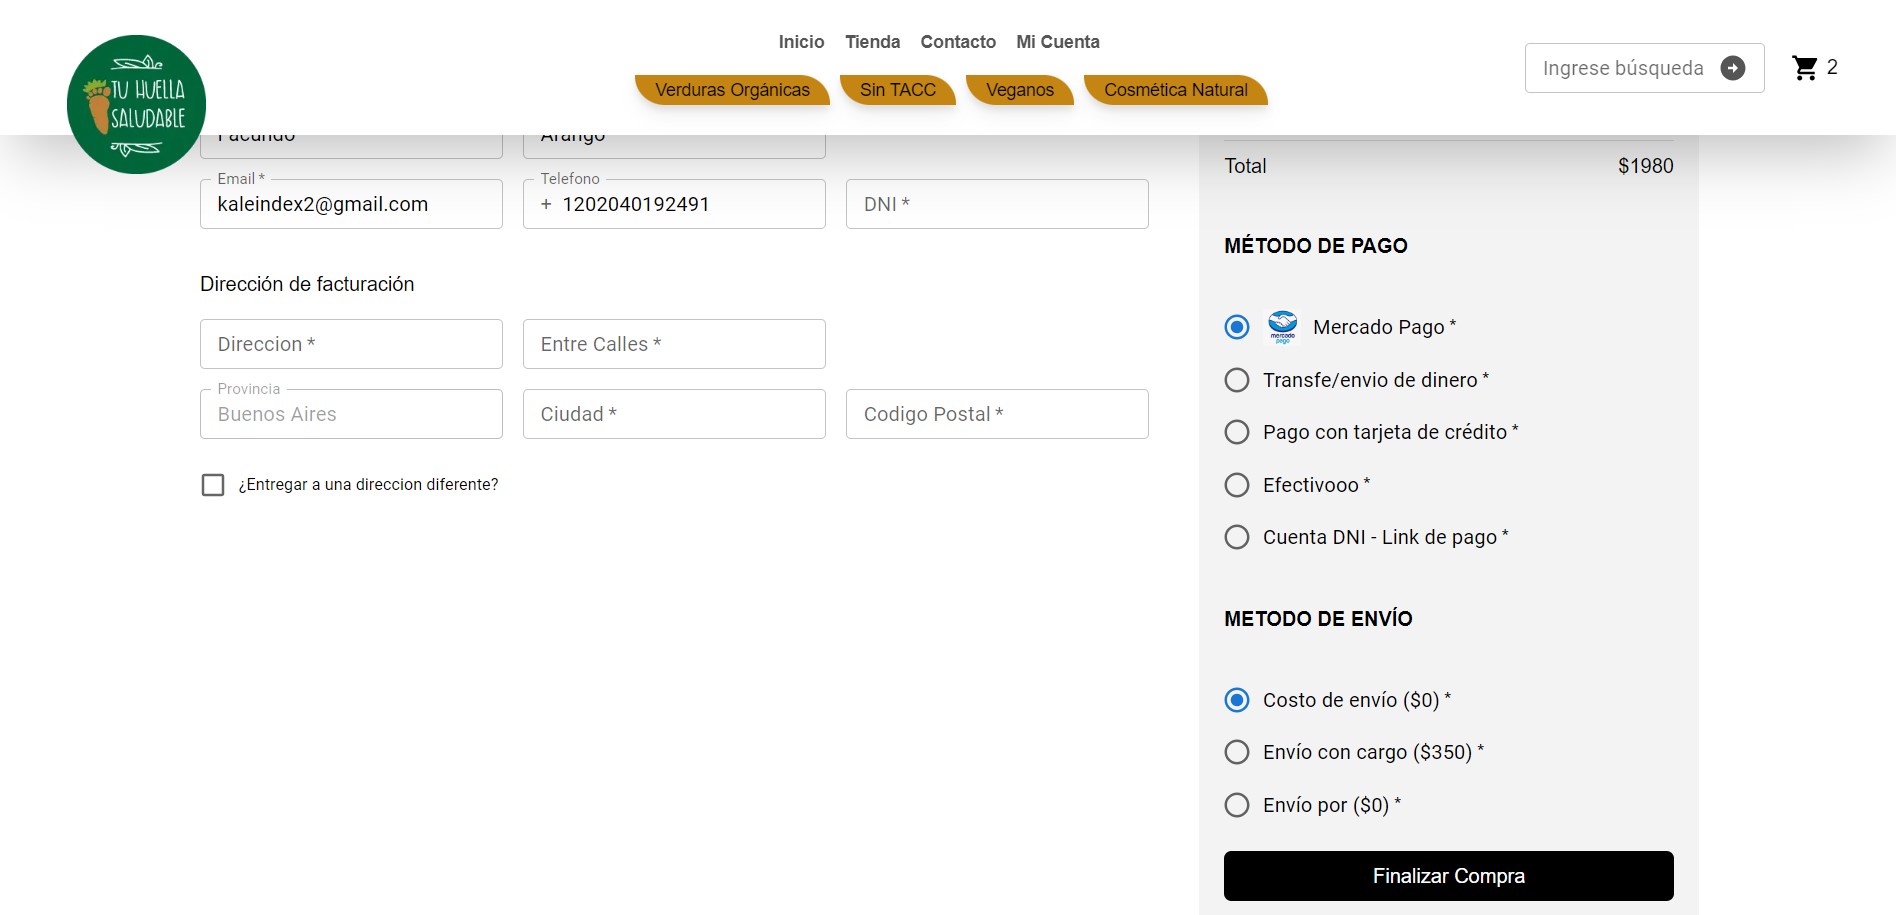 Inicio Tienda Contacto Mi Cuenta
Verduras Orgánicas Sin TACC Veganos Cosmética Natural
Ingrese búsqueda
2
TU HUELLA
SALUDABLE
Facundo
Arango
Email *
kaleindex2@gmail.com
Telefono
+ 1202040192491
DNI *
Dirección de facturación
Direccion *
Entre Calles *
Provincia
Buenos Aires
Ciudad *
Codigo Postal *
¿Entregar a una direccion diferente?
Total $1980
MÉTODO DE PAGO
mercado
pago
Mercado Pago *
Transfe/envio de dinero *
Pago con tarjeta de crédito *
Efectivooo *
Cuenta DNI - Link de pago *
METODO DE ENVÍO
Costo de envío ($0) *
Envío con cargo ($350) *
Envío por ($0) *
Finalizar Compra